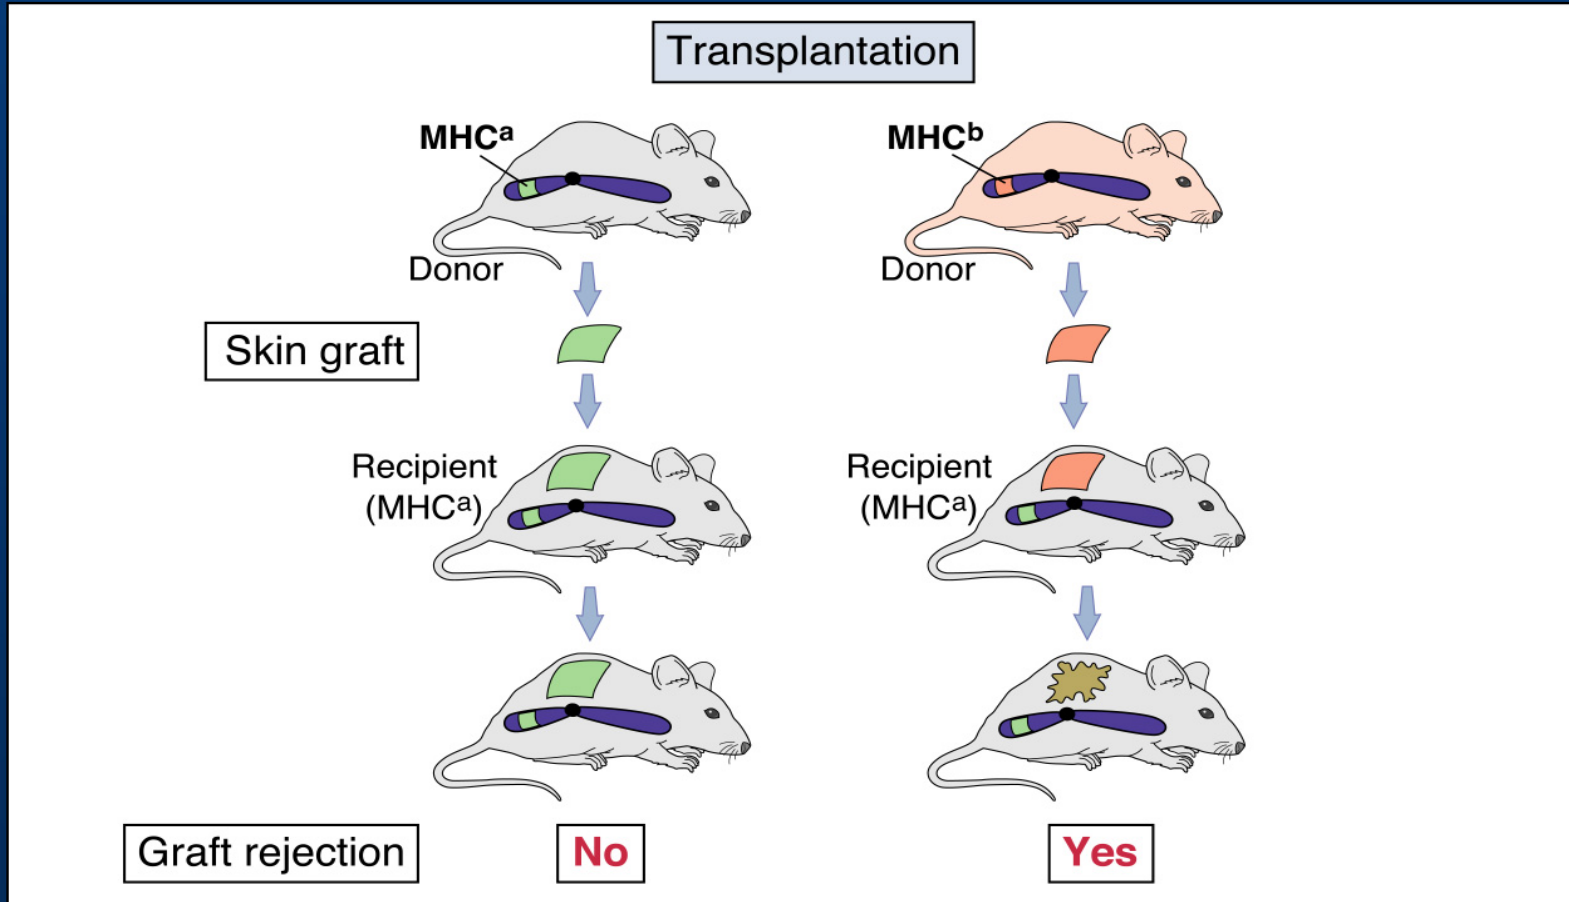 Transplantation
MHCᵃ
MHCᵇ
Donor
Donor
Skin graft
Recipient
(MHCᵃ)
Recipient
(MHCᵃ)
Graft rejection
No
Yes